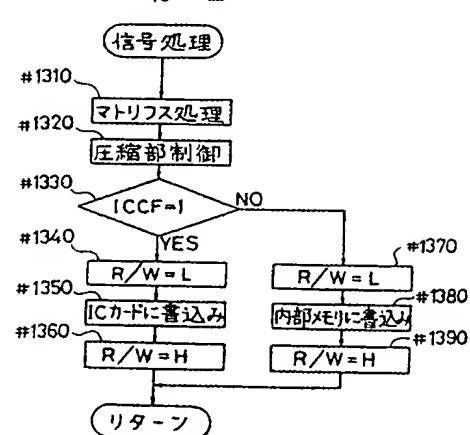 信号処理
#1310
マトリフス処理
#1320
圧縮部制御
#1330
ICCF=1
NO
YES
#1340
R/W=L
#1350
ICカードに書込み
#1360
R/W=H
#1370
R/W=L
#1380
内部メモリに書込み
#1390
R/W=H
リターン